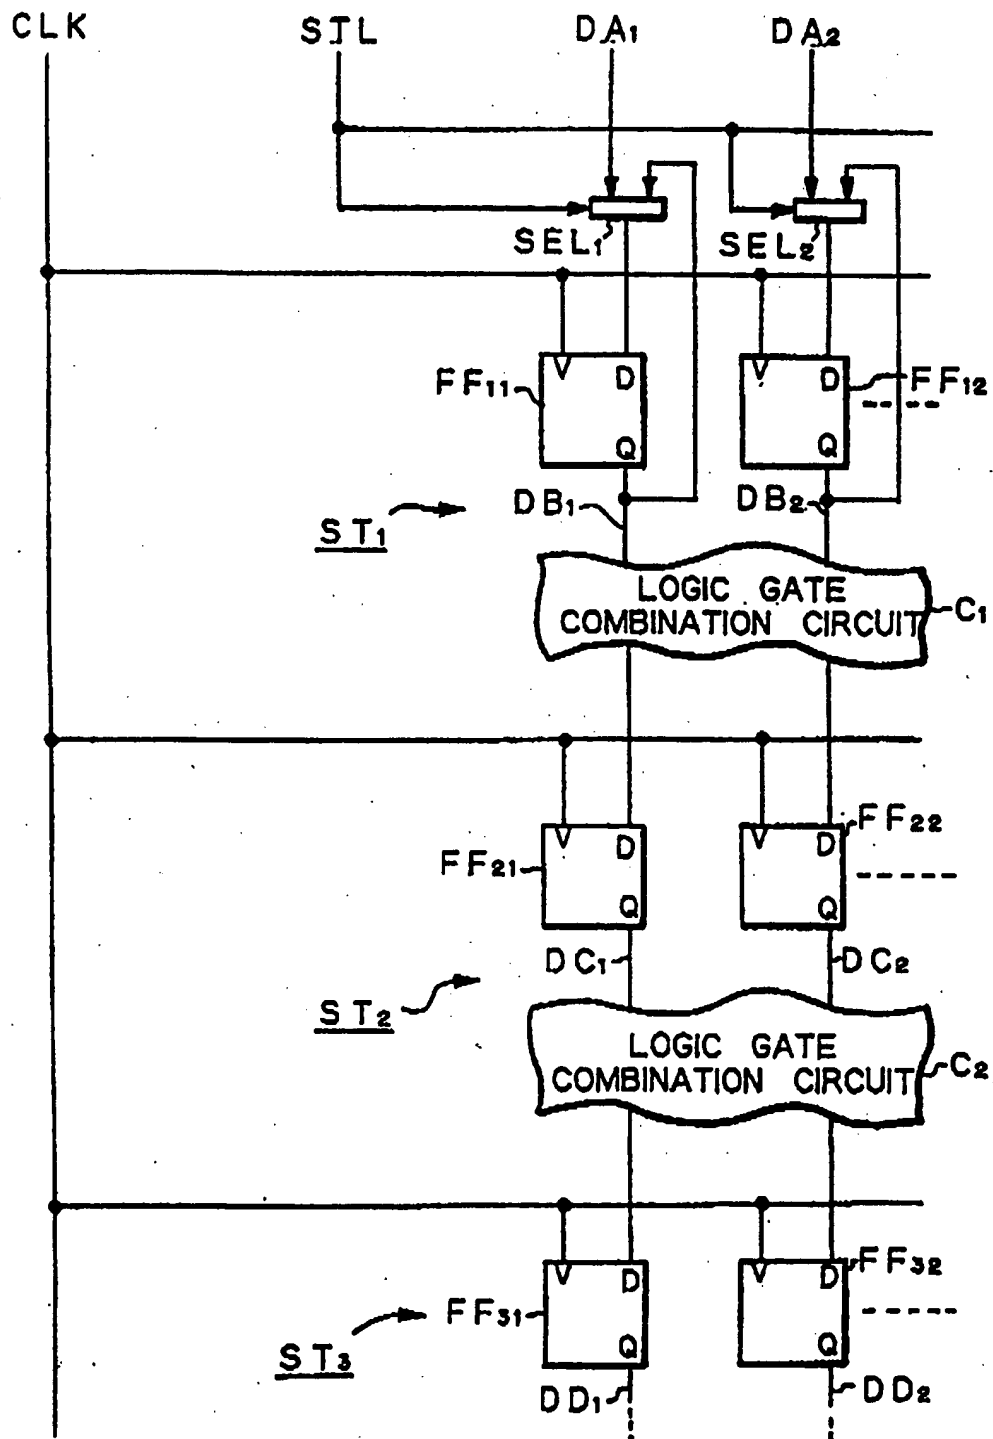 CLK STL DA1 DA2
SEL1 SEL2
V D V D
FF11 FF12
Q Q
DB1 DB2
ST1
LOGIC GATE
COMBINATION CIRCUIT C1
V D V D
FF21 FF22
Q Q
DC1 DC2
ST2
LOGIC GATE
COMBINATION CIRCUIT C2
V D V D
FF31 FF32
Q Q
ST3
DD1 DD2